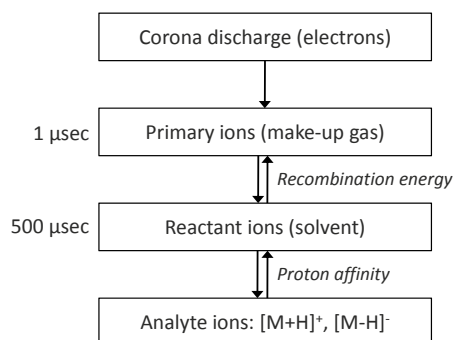 Corona discharge (electrons)
1 μsec
Primary ions (make-up gas)
Recombination energy
500 μsec
Reactant ions (solvent)
Proton affinity
Analyte ions: [M+H]⁺, [M-H]⁻